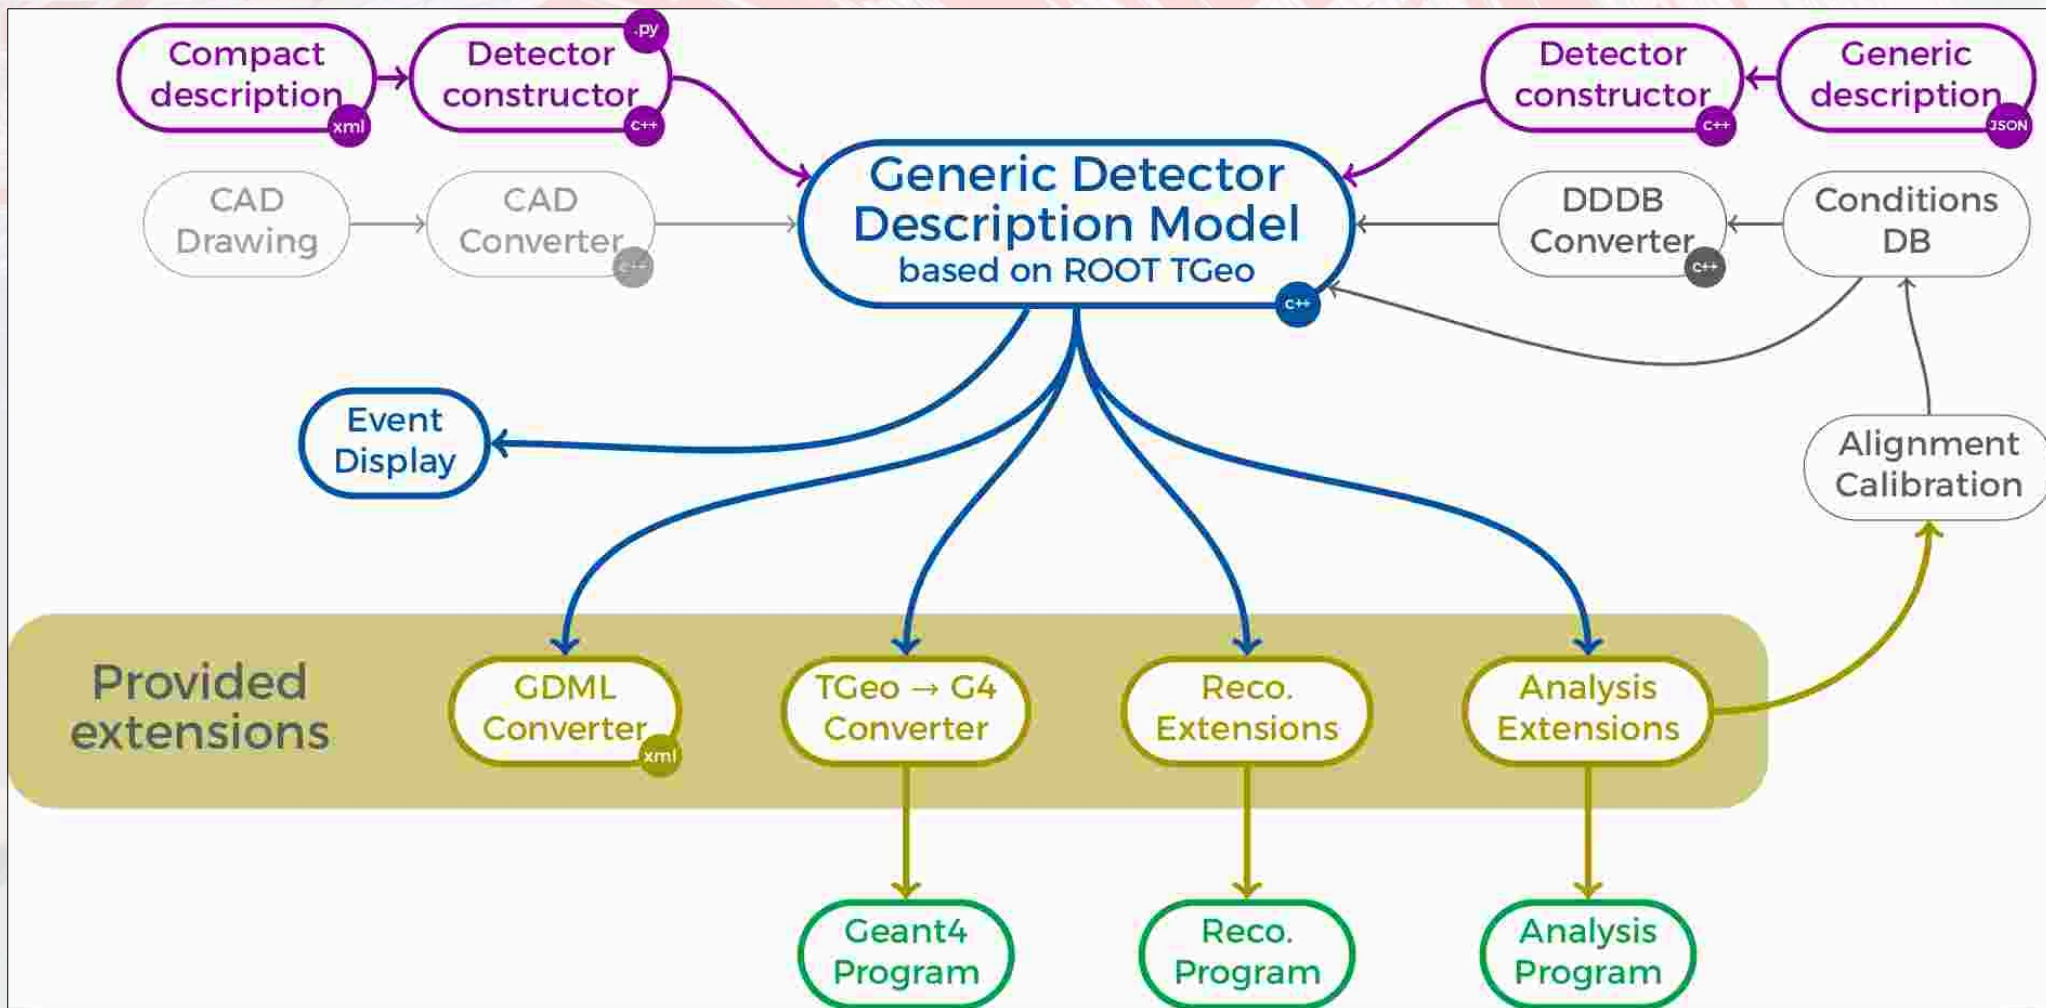 Compact
description
xml
Detector
constructor
.py
c++
Detector
constructor
c++
Generic
description
JSON
CAD
Drawing
CAD
Converter
c++
Generic Detector
Description Model
based on ROOT TGeo
c++
DDDB
Converter
c++
Conditions
DB
Event
Display
Alignment
Calibration
Provided
extensions
GDML
Converter
xml
TGeo → G4
Converter
Reco.
Extensions
Analysis
Extensions
Geant4
Program
Reco.
Program
Analysis
Program